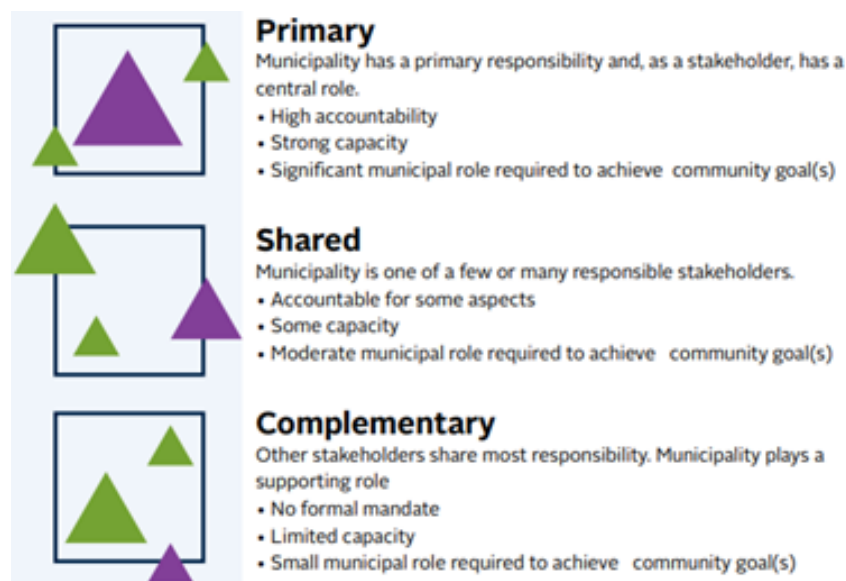 Primary
Municipality has a primary responsibility and, as a stakeholder, has a
central role.
• High accountability
• Strong capacity
• Significant municipal role required to achieve community goal(s)
Shared
Municipality is one of a few or many responsible stakeholders.
• Accountable for some aspects
• Some capacity
• Moderate municipal role required to achieve community goal(s)
Complementary
Other stakeholders share most responsibility. Municipality plays a
supporting role
• No formal mandate
• Limited capacity
• Small municipal role required to achieve community goal(s)